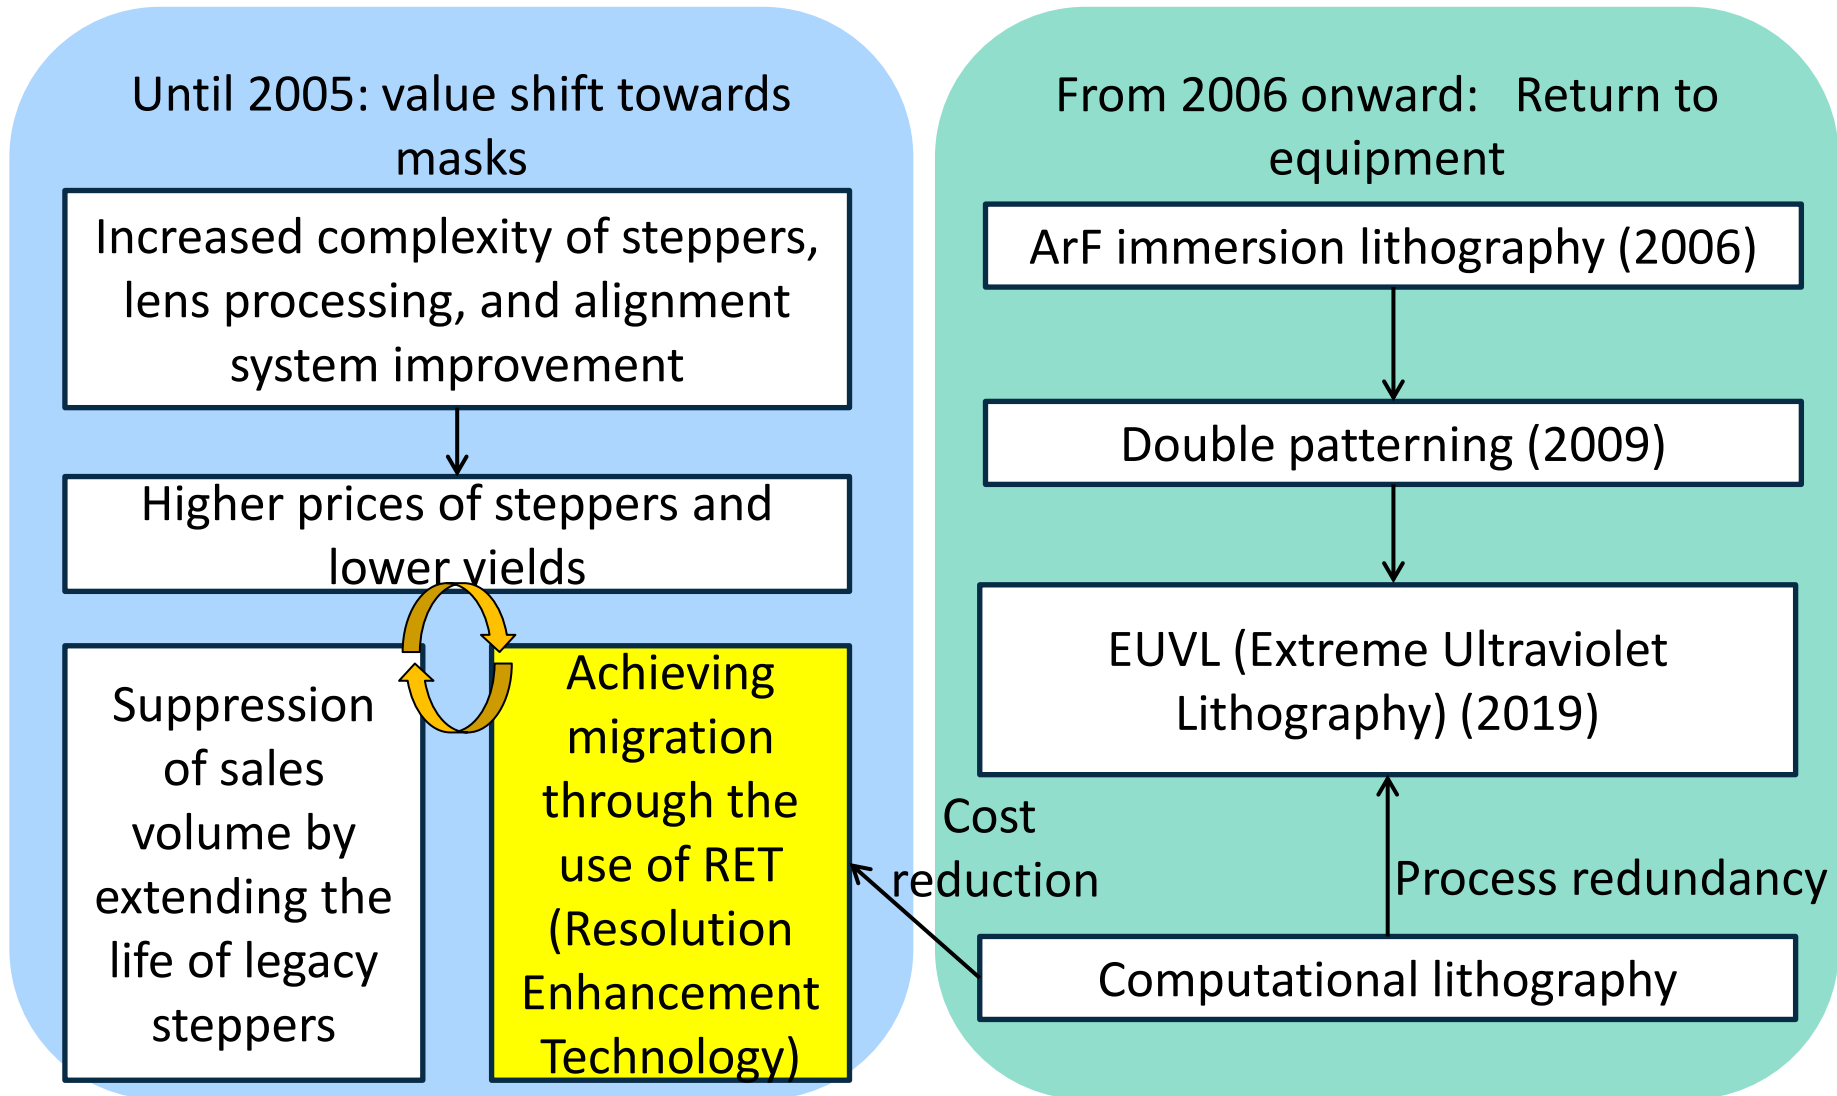 Until 2005: value shift towards
masks
Increased complexity of steppers,
lens processing, and alignment
system improvement
Higher prices of steppers and
lower yields
Suppression
of sales
volume by
extending the
life of legacy
steppers
Achieving
migration
through the
use of RET
(Resolution
Enhancement
Technology)
From 2006 onward:   Return to
equipment
ArF immersion lithography (2006)
Double patterning (2009)
EUVL (Extreme Ultraviolet
Lithography) (2019)
Cost
reduction
Process redundancy
Computational lithography